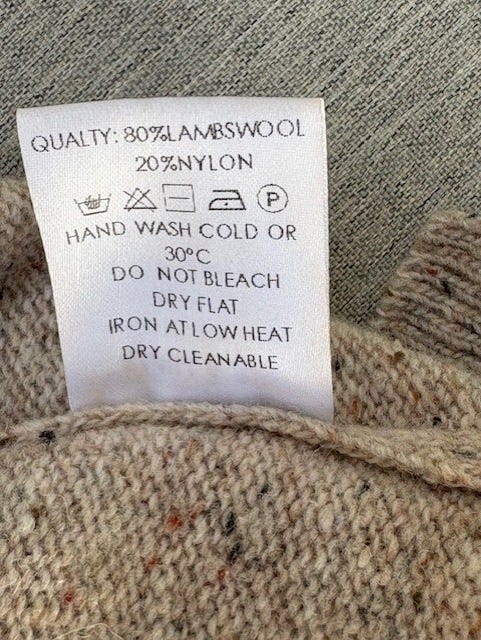 QUALTY: 80%LAMBSWOOL
20%NYLON
P
HAND WASH COLD OR
30°C
DO NOT BLEACH
DRY FLAT
IRON AT LOW HEAT
DRY CLEANABLE